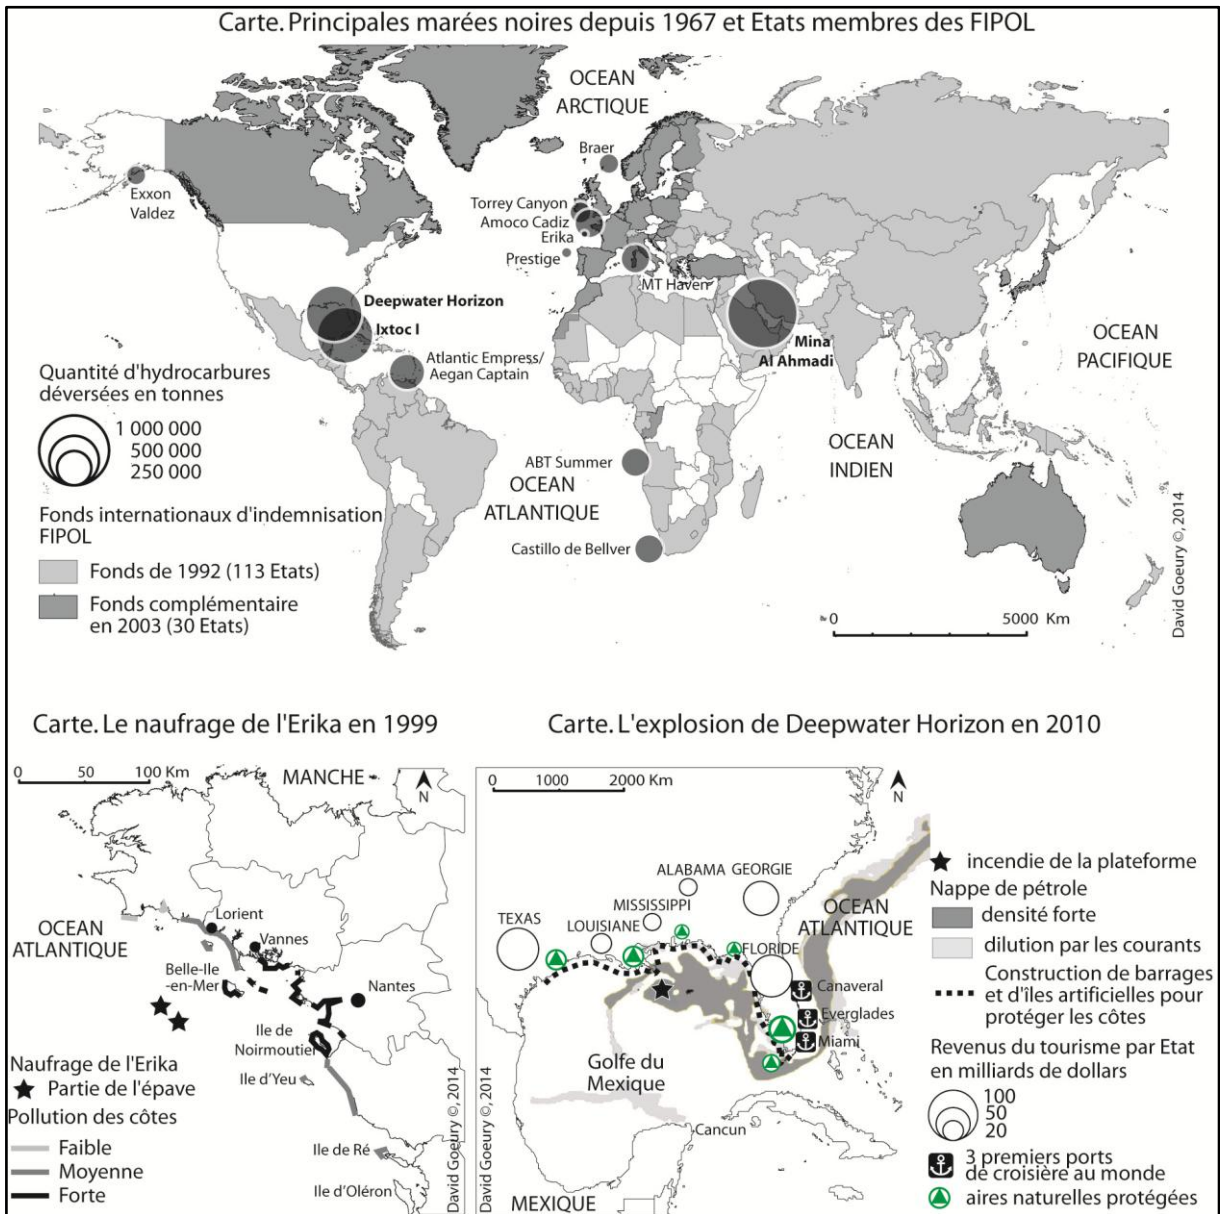 Carte. Principales marées noires depuis 1967 et Etats membres des FIPOL
OCEAN
ARCTIQUE
Braer
Exxon
Valdez
Torrey Canyon
Amoco Cadiz
Erika
Prestige
MT Haven
Deepwater Horizon
Ixtoc I
Mina
Al Ahmadi
OCEAN
PACIFIQUE
Atlantic Empress/
Aegan Captain
Quantité d'hydrocarbures
déversées en tonnes
1 000 000
500 000
250 000
OCEAN
INDIEN
ABT Summer
OCEAN
ATLANTIQUE
Castillo de Bellver
Fonds internationaux d'indemnisation
FIPOL
Fonds de 1992 (113 Etats)
Fonds complémentaire
en 2003 (30 Etats)
0 5000 Km
David Goeury ©, 2014
Carte. Le naufrage de l'Erika en 1999
0 50 100 Km
MANCHE
N
OCEAN
ATLANTIQUE
Lorient
Vannes
Belle-Ile
-en-Mer
Nantes
Ile de
Noirmoutier
Ile d'Yeu
Ile de Ré
Ile d'Oléron
Naufrage de l'Erika
Partie de l'épave
Pollution des côtes
Faible
Moyenne
Forte
David Goeury ©, 2014
Carte. L'explosion de Deepwater Horizon en 2010
0 1000 2000 Km
N
ALABAMA
GEORGIE
MISSISSIPPI
TEXAS
LOUISIANE
OCEAN
ATLANTIQUE
FLORIDE
Canaveral
Everglades
Miami
Golfe du
Mexique
Cancun
MEXIQUE
David Goeury ©, 2014
incendie de la plateforme
Nappe de pétrole
densité forte
dilution par les courants
Construction de barrages
et d'îles artificielles pour
protéger les côtes
Revenus du tourisme par Etat
en milliards de dollars
100
50
20
3 premiers ports
de croisière au monde
aires naturelles protégées